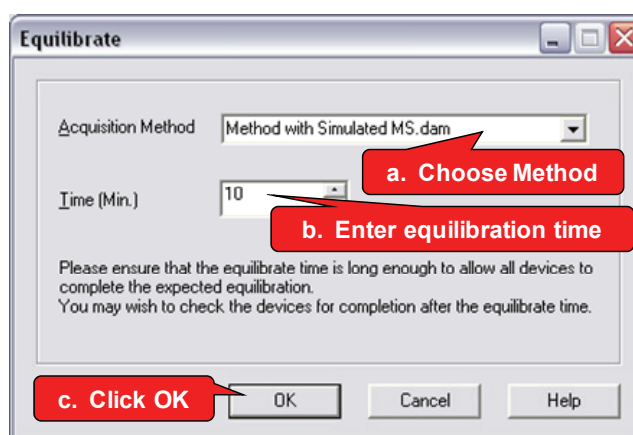 Equilibrate
Acquisition Method
Method with Simulated MS.dam
a. Choose Method
Time (Min.)
10
b. Enter equilibration time
Please ensure that the equilibrate time is long enough to allow all devices to
complete the expected equilibration.
You may wish to check the devices for completion after the equilibrate time.
c. Click OK
OK
Cancel
Help